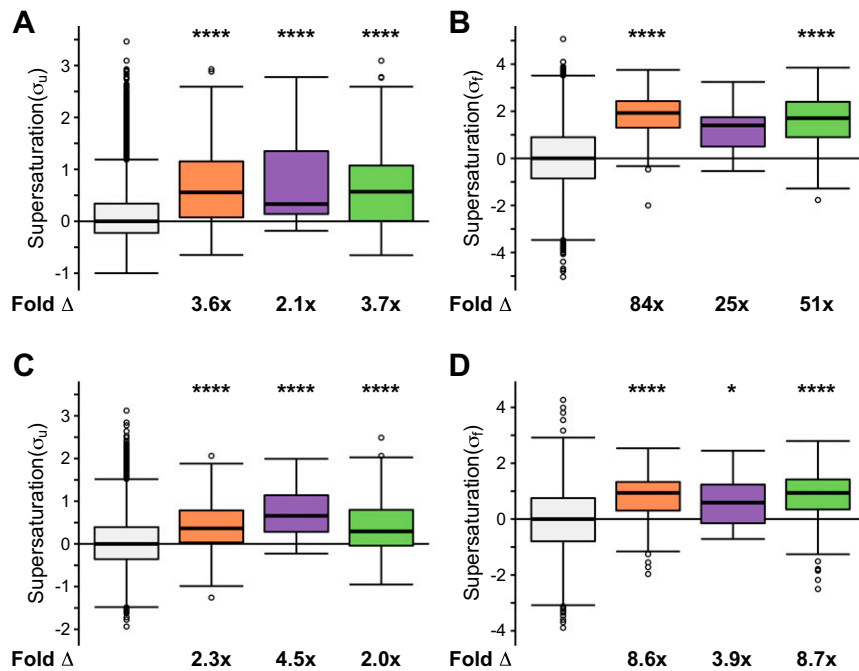 A
**** **** ****
Supersaturation(σu)
3
2
1
0
-1
Fold Δ 3.6x 2.1x 3.7x
B
**** ****
Supersaturation(σf)
4
2
0
-2
-4
Fold Δ 84x 25x 51x
C
**** **** ****
Supersaturation(σu)
3
2
1
0
-1
-2
Fold Δ 2.3x 4.5x 2.0x
D
**** * ****
Supersaturation(σf)
4
2
0
-2
-4
Fold Δ 8.6x 3.9x 8.7x